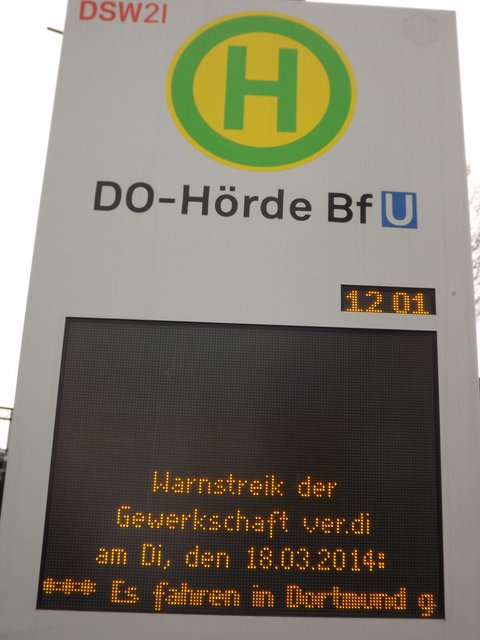 DSW21
H
DO-Hörde Bf U
12 01
Warnstreik der
Gewerkschaft ver.di
am Di, den 18.03.2014:
*** Es fahren in Dortmund g